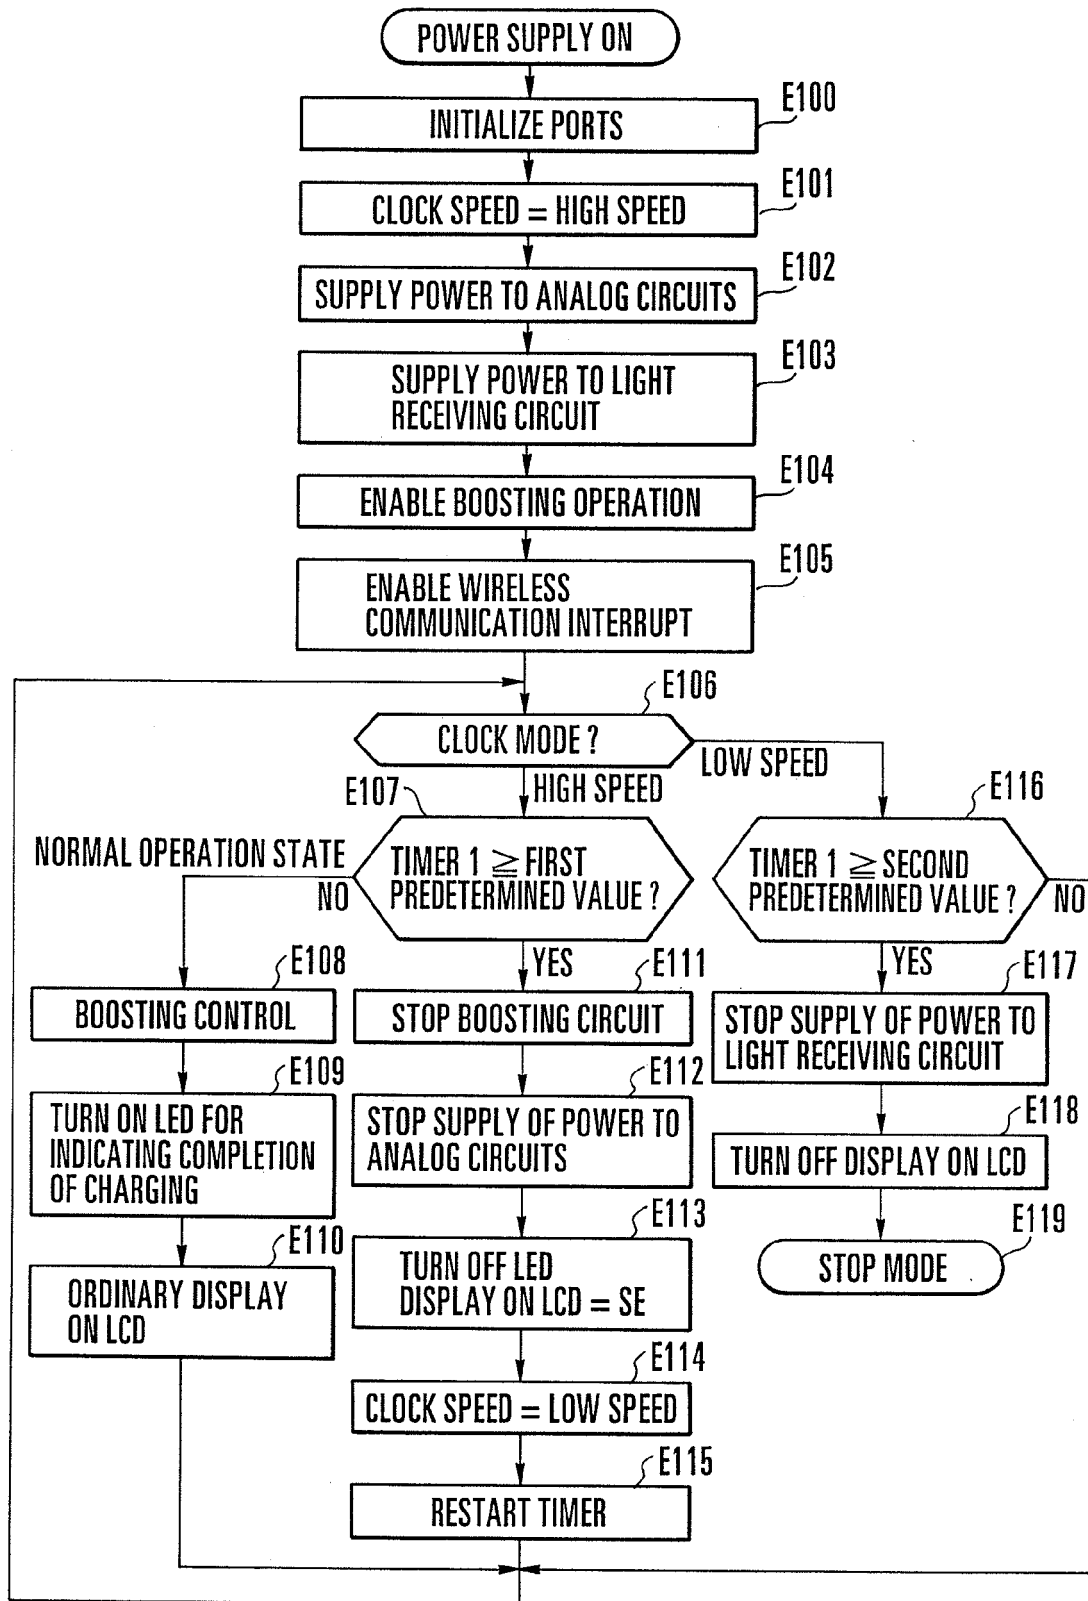 POWER SUPPLY ON
E100
INITIALIZE PORTS
E101
CLOCK SPEED = HIGH SPEED
E102
SUPPLY POWER TO ANALOG CIRCUITS
E103
SUPPLY POWER TO LIGHT
RECEIVING CIRCUIT
E104
ENABLE BOOSTING OPERATION
E105
ENABLE WIRELESS
COMMUNICATION INTERRUPT
E106
CLOCK MODE ?
LOW SPEED
HIGH SPEED
E107
TIMER 1 ≧ FIRST
PREDETERMINED VALUE ?
NORMAL OPERATION STATE
NO
YES
E116
TIMER 1 ≧ SECOND
PREDETERMINED VALUE ?
NO
YES
E108
BOOSTING CONTROL
E109
TURN ON LED FOR
INDICATING COMPLETION
OF CHARGING
E110
ORDINARY DISPLAY
ON LCD
E111
STOP BOOSTING CIRCUIT
E112
STOP SUPPLY OF POWER TO
ANALOG CIRCUITS
E113
TURN OFF LED
DISPLAY ON LCD = SE
E114
CLOCK SPEED = LOW SPEED
E115
RESTART TIMER
E117
STOP SUPPLY OF POWER TO
LIGHT RECEIVING CIRCUIT
E118
TURN OFF DISPLAY ON LCD
E119
STOP MODE